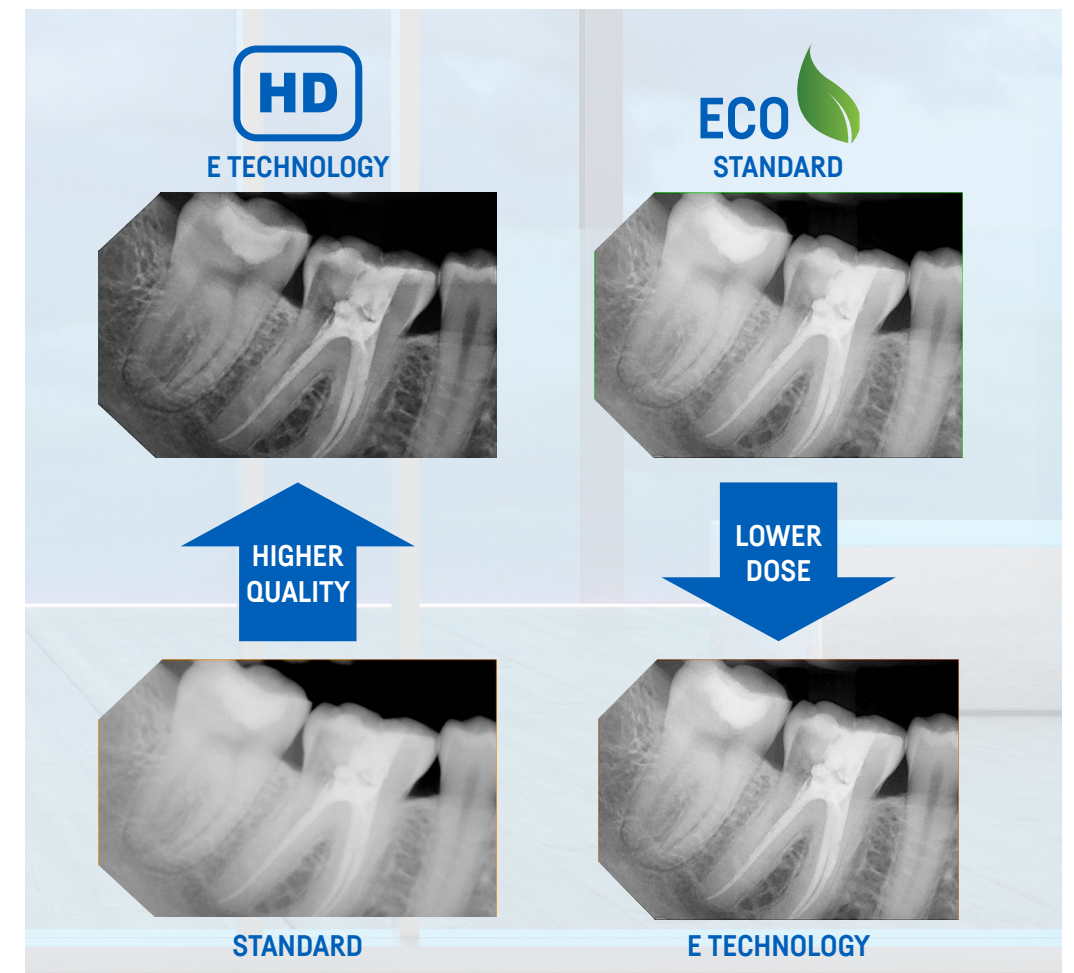 HD
E TECHNOLOGY
ECO
STANDARD
HIGHER
QUALITY
LOWER
DOSE
STANDARD
E TECHNOLOGY